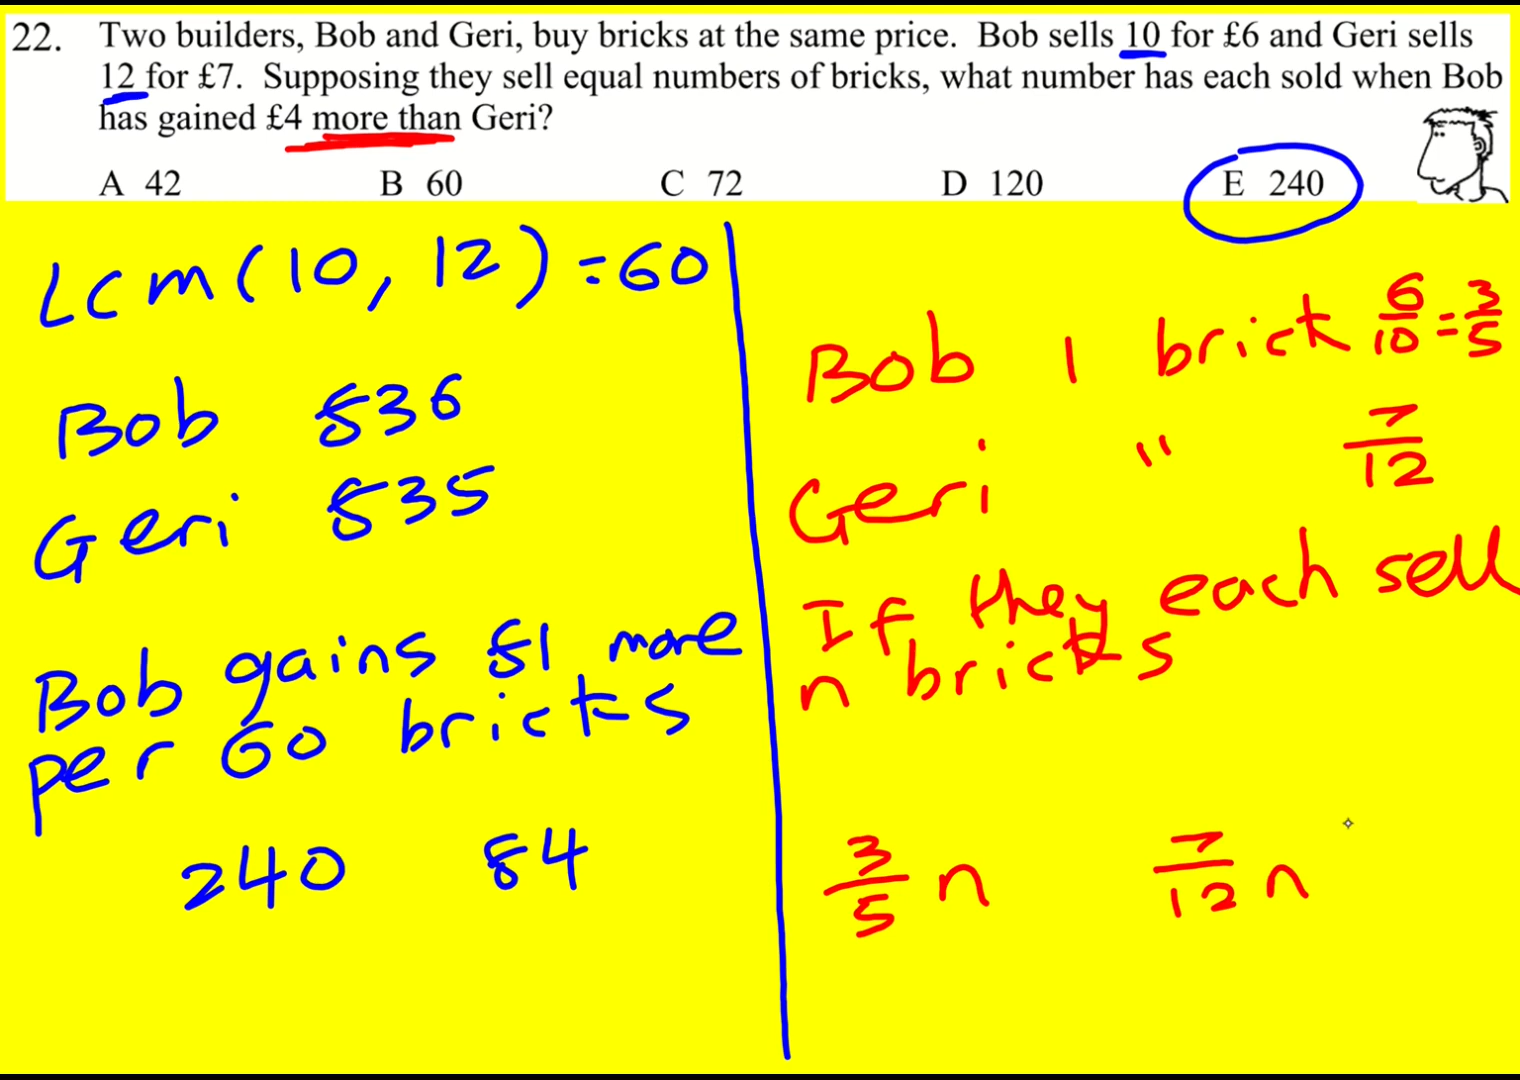 22. Two builders, Bob and Geri, buy bricks at the same price. Bob sells 10 for £6 and Geri sells
12 for £7. Supposing they sell equal numbers of bricks, what number has each sold when Bob
has gained £4 more than Geri?
A 42 B 60 C 72 D 120 E 240
Lcm(10, 12) = 60
Bob £36
Geri £35
Bob gains £1 more
per 60 bricks
240 £4
Bob 1 brick 6/10 = 3/5
Geri " 7/12
If they each sell
n bricks
3/5 n 7/12 n